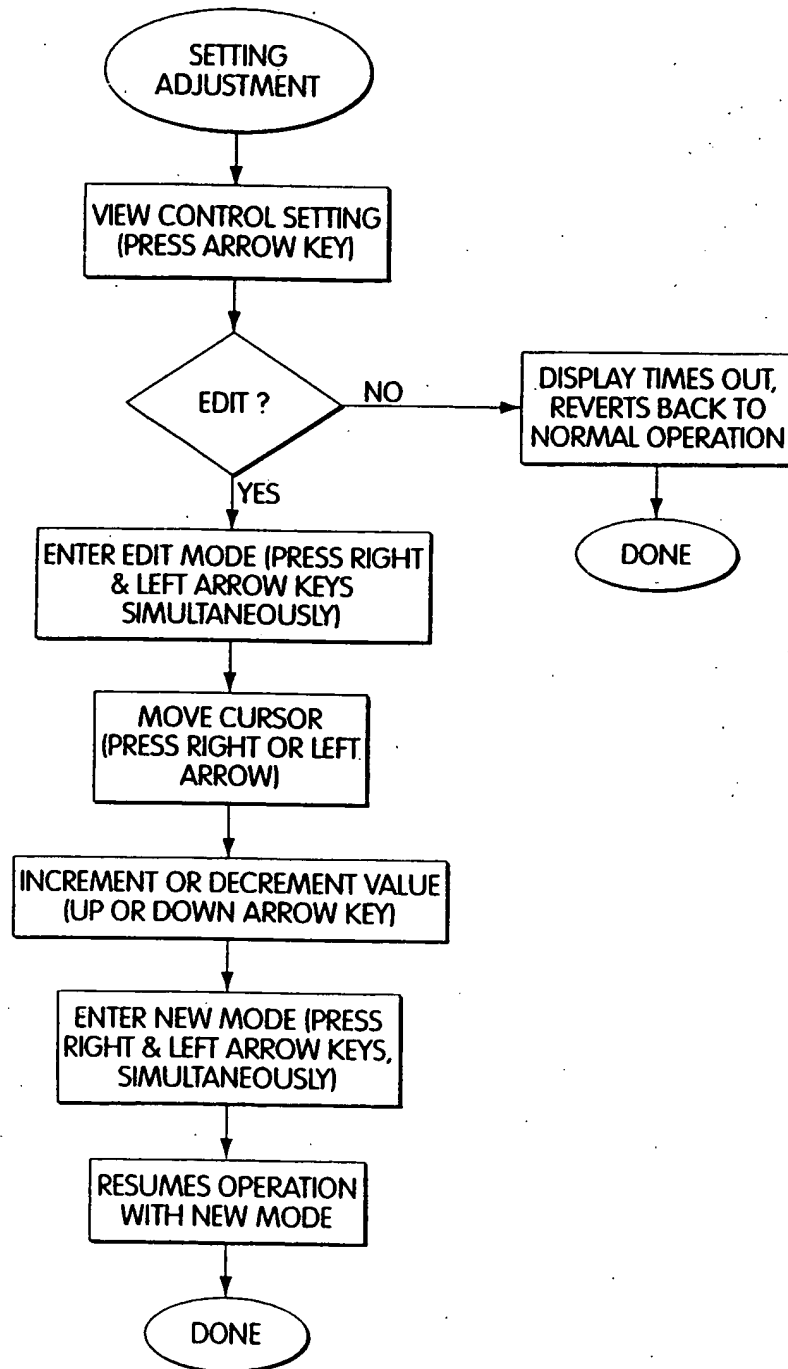 SETTING
ADJUSTMENT
VIEW CONTROL SETTING
(PRESS ARROW KEY)
EDIT ?
NO
DISPLAY TIMES OUT,
REVERTS BACK TO
NORMAL OPERATION
DONE
YES
ENTER EDIT MODE (PRESS RIGHT
& LEFT ARROW KEYS
SIMULTANEOUSLY)
MOVE CURSOR
(PRESS RIGHT OR LEFT
ARROW)
INCREMENT OR DECREMENT VALUE
(UP OR DOWN ARROW KEY)
ENTER NEW MODE (PRESS
RIGHT & LEFT ARROW KEYS,
SIMULTANEOUSLY)
RESUMES OPERATION
WITH NEW MODE
DONE